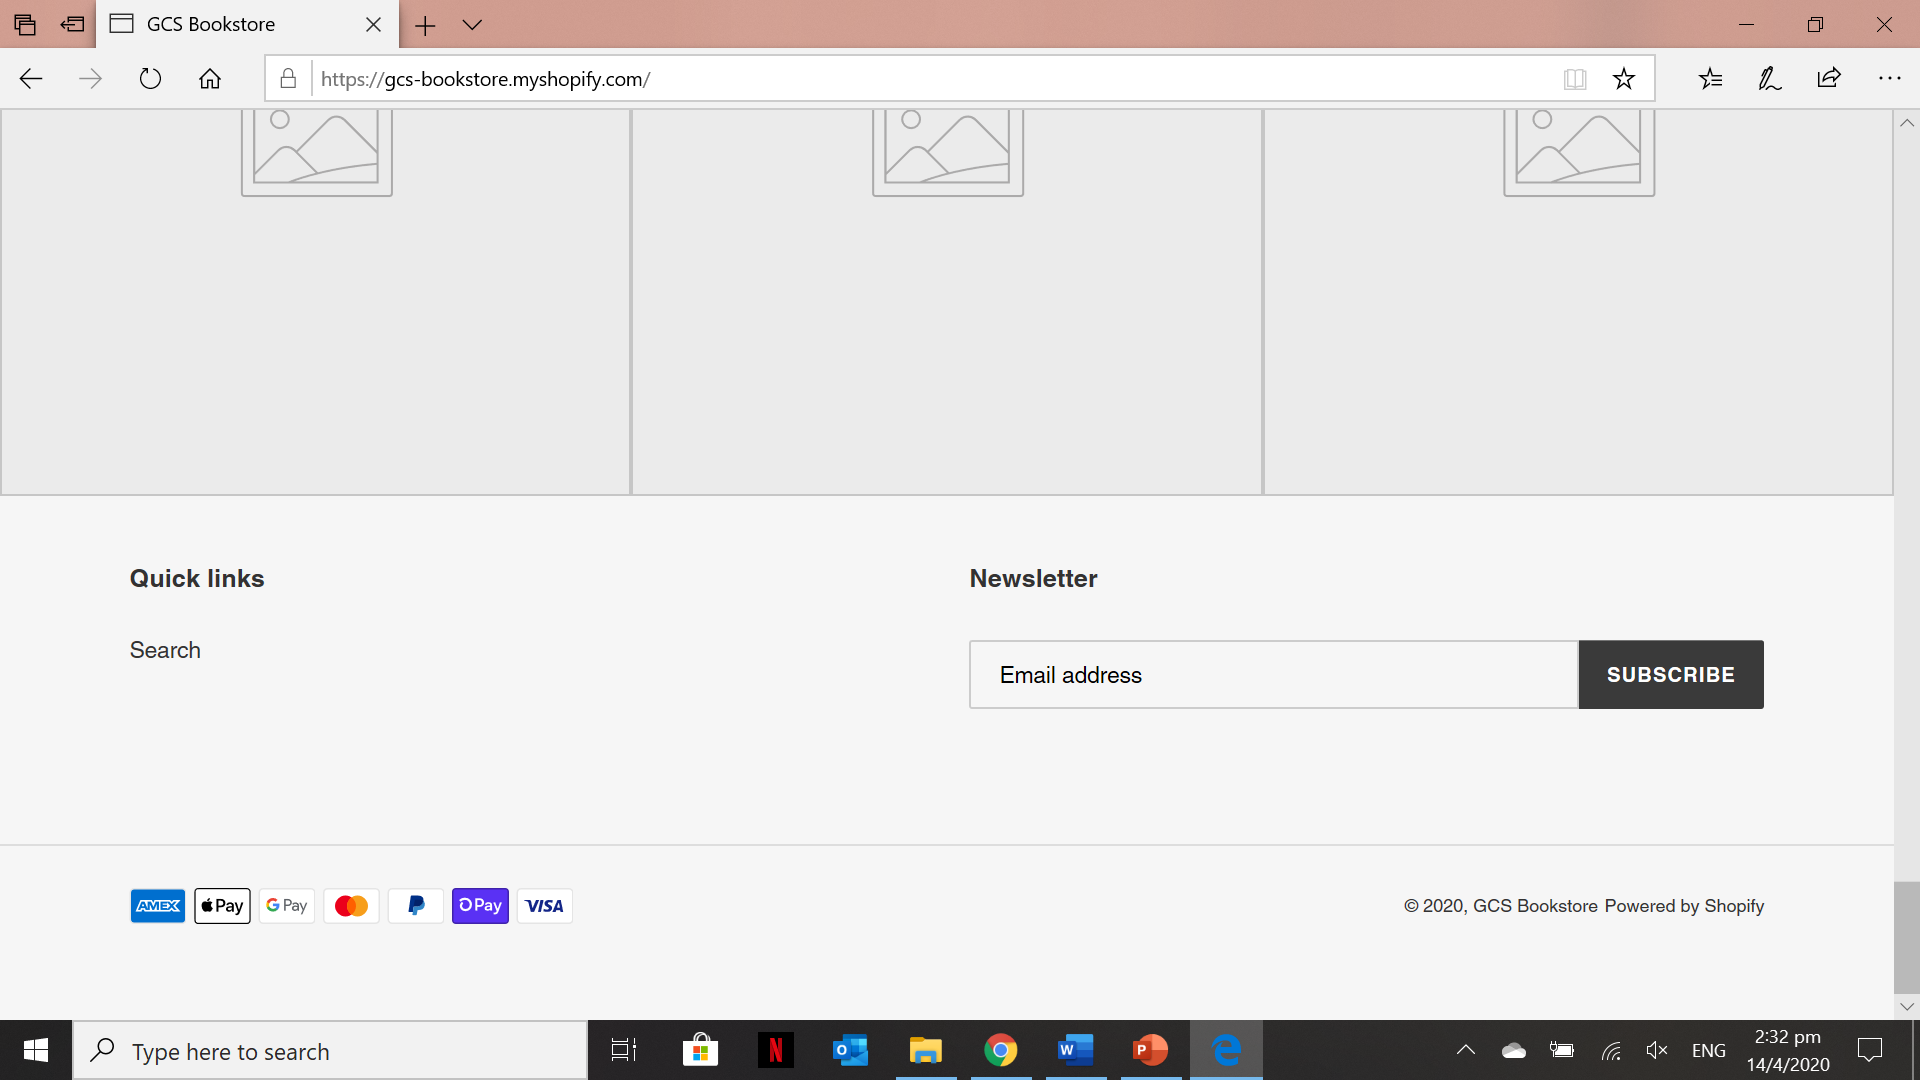 GCS Bookstore
https://gcs-bookstore.myshopify.com/
Quick links
Newsletter
Search
Email address
SUBSCRIBE
AMEX Pay G Pay Pay VISA
© 2020, GCS Bookstore Powered by Shopify
Type here to search
N
O
W
P
ENG
2:32 pm
14/4/2020